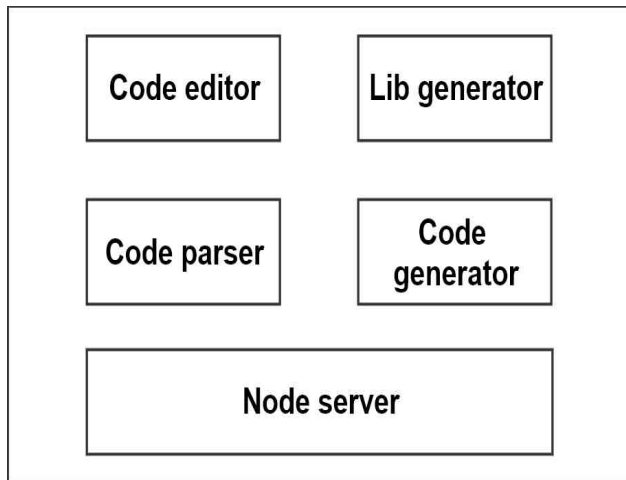 Code editor
Lib generator
Code parser
Code
generator
Node server